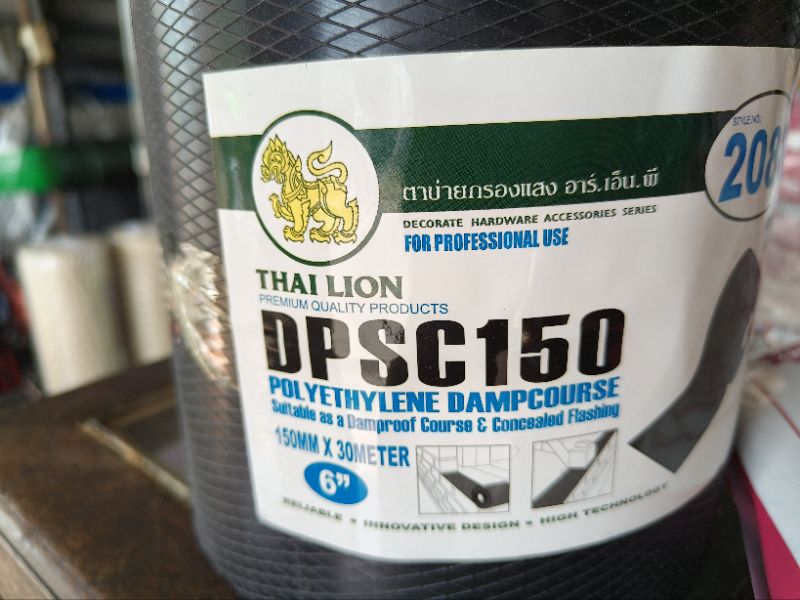 STYLE NO.:
208
ตาข่ายกรองแสง อาร์.เอ็น.พี
DECORATE HARDWARE ACCESSORIES SERIES
FOR PROFESSIONAL USE
THAI LION
PREMIUM QUALITY PRODUCTS
DPSC150
POLYETHYLENE DAMPCOURSE
Suitable as a Damproof Course & Concealed Flashing
150MM X 30METER
6"
RELIABLE • INNOVATIVE DESIGN • HIGH TECHNOLOGY